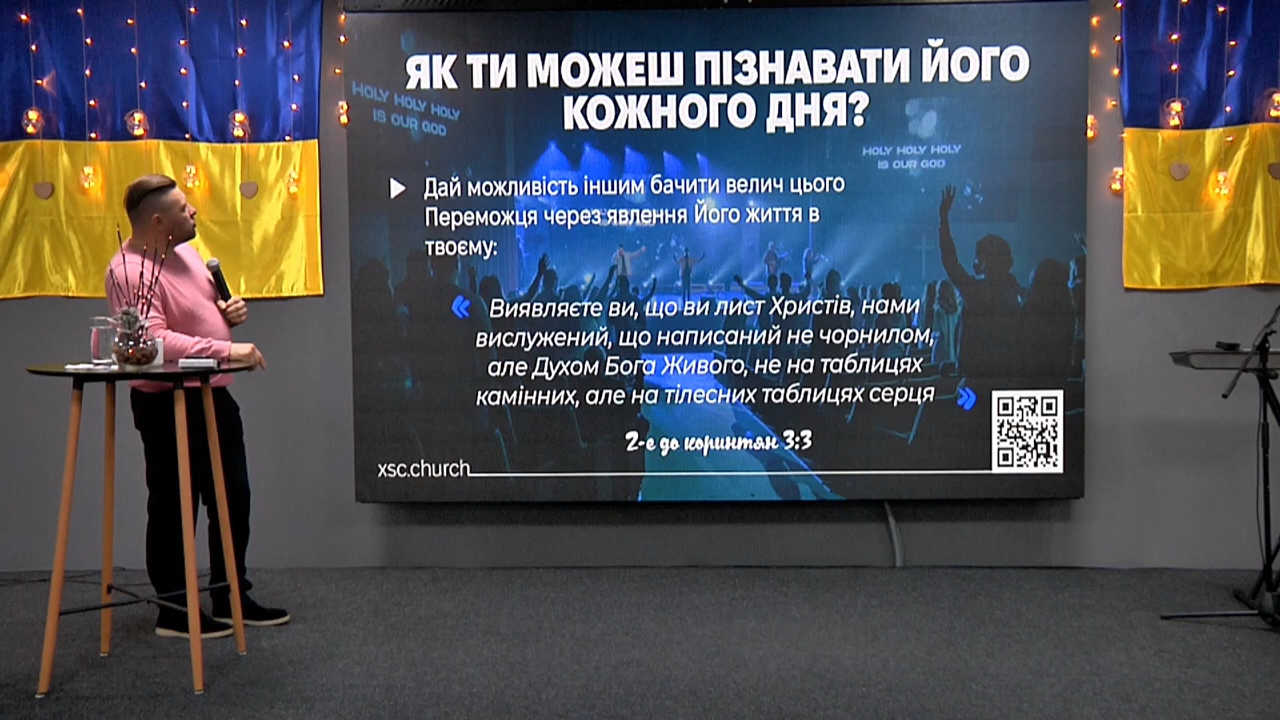 ЯК ТИ МОЖЕШ ПІЗНАВАТИ ЙОГО
КОЖНОГО ДНЯ?
HOLY HOLY HOLY
IS OUR GOD
HOLY HOLY HOLY
IS OUR GOD
Дай можливість іншим бачити велич цього
Переможця через явлення Його життя в
твоєму:
« Виявляєте ви, що ви лист Христів, нами
вислужений, що написаний не чорнилом,
але Духом Бога Живого, не на таблицях
камінних, але на тілесних таблицях серця »
2-е до коринтян 3:3
xsc.church